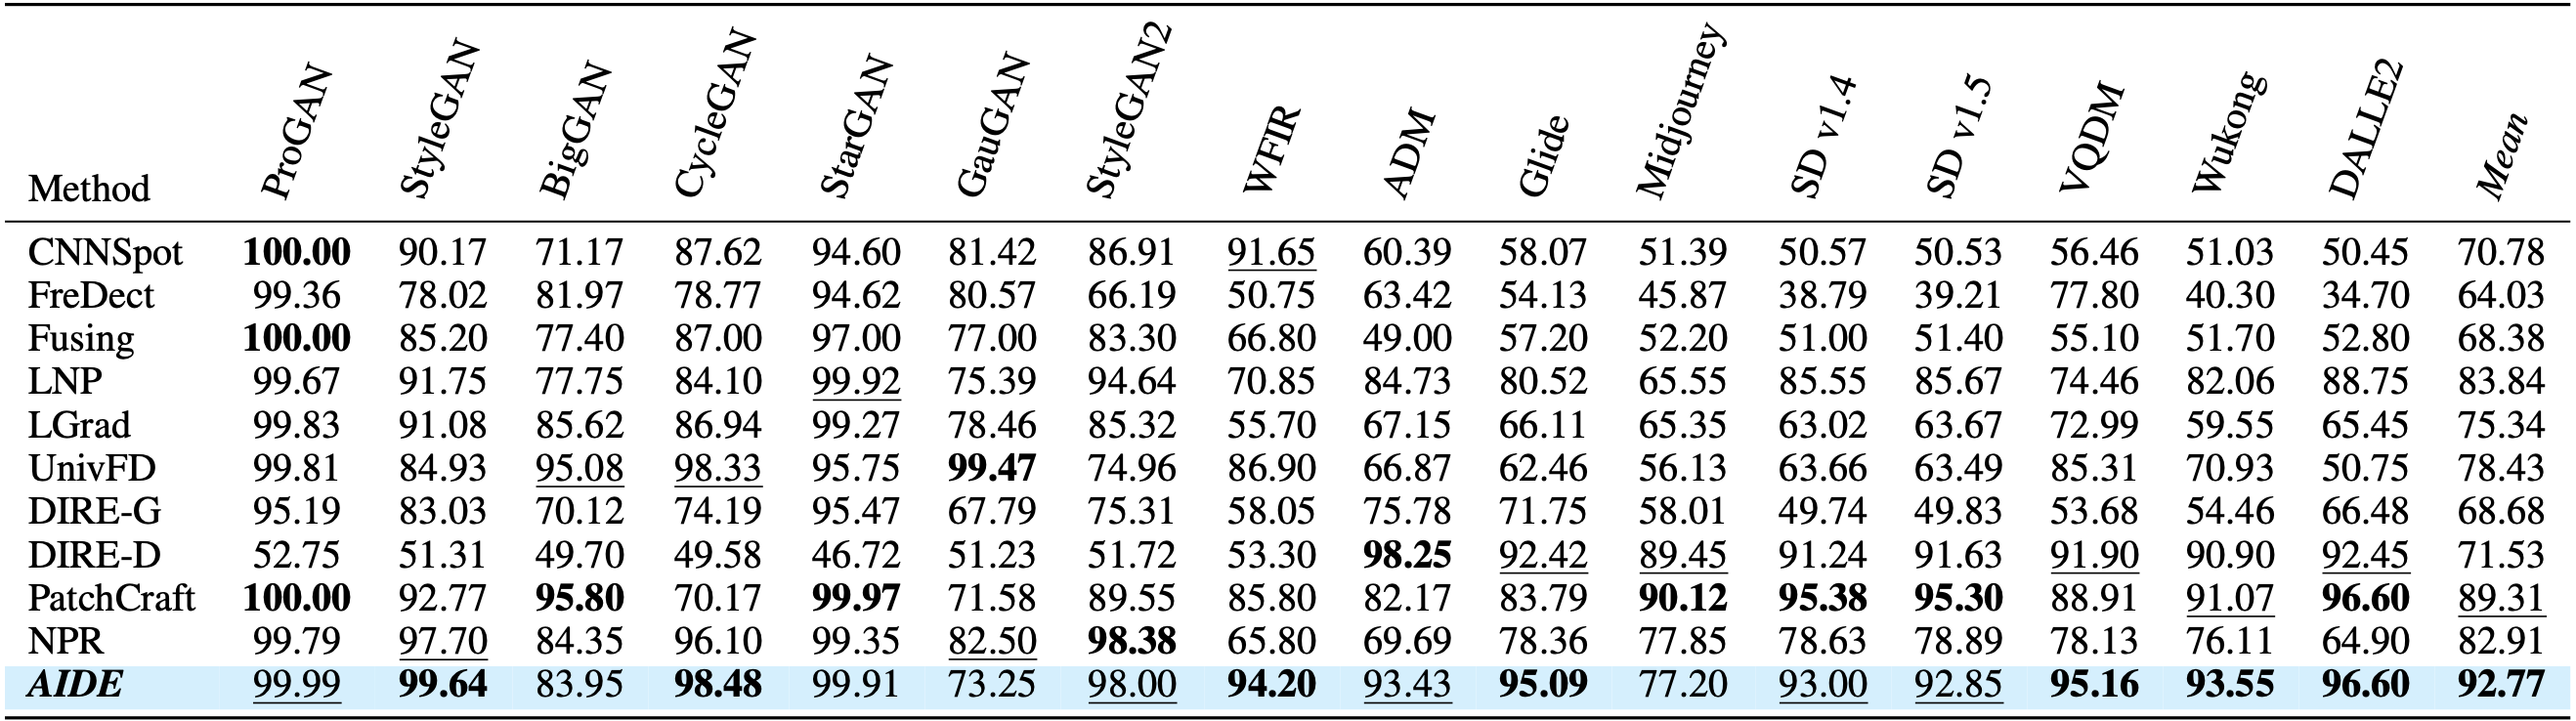 Method ProGAN StyleGAN BigGAN CycleGAN StarGAN GauGAN StyleGAN2 WFIR ADM Glide Midjourney SD v1.4 SD v1.5 VQDM Wukong DALLE2 Mean
CNNSpot 100.00 90.17 71.17 87.62 94.60 81.42 86.91 91.65 60.39 58.07 51.39 50.57 50.53 56.46 51.03 50.45 70.78
FreDect 99.36 78.02 81.97 78.77 94.62 80.57 66.19 50.75 63.42 54.13 45.87 38.79 39.21 77.80 40.30 34.70 64.03
Fusing 100.00 85.20 77.40 87.00 97.00 77.00 83.30 66.80 49.00 57.20 52.20 51.00 51.40 55.10 51.70 52.80 68.38
LNP 99.67 91.75 77.75 84.10 99.92 75.39 94.64 70.85 84.73 80.52 65.55 85.55 85.67 74.46 82.06 88.75 83.84
LGrad 99.83 91.08 85.62 86.94 99.27 78.46 85.32 55.70 67.15 66.11 65.35 63.02 63.67 72.99 59.55 65.45 75.34
UnivFD 99.81 84.93 95.08 98.33 95.75 99.47 74.96 86.90 66.87 62.46 56.13 63.66 63.49 85.31 70.93 50.75 78.43
DIRE-G 95.19 83.03 70.12 74.19 95.47 67.79 75.31 58.05 75.78 71.75 58.01 49.74 49.83 53.68 54.46 66.48 68.68
DIRE-D 52.75 51.31 49.70 49.58 46.72 51.23 51.72 53.30 98.25 92.42 89.45 91.24 91.63 91.90 90.90 92.45 71.53
PatchCraft 100.00 92.77 95.80 70.17 99.97 71.58 89.55 85.80 82.17 83.79 90.12 95.38 95.30 88.91 91.07 96.60 89.31
NPR 99.79 97.70 84.35 96.10 99.35 82.50 98.38 65.80 69.69 78.36 77.85 78.63 78.89 78.13 76.11 64.90 82.91
AIDE 99.99 99.64 83.95 98.48 99.91 73.25 98.00 94.20 93.43 95.09 77.20 93.00 92.85 95.16 93.55 96.60 92.77